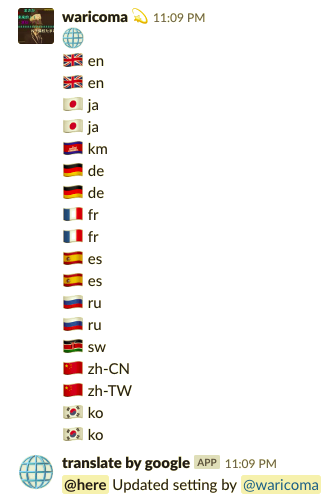 waricoma 11:09 PM
en
en
ja
ja
km
de
de
fr
fr
es
es
ru
ru
sw
zh-CN
zh-TW
ko
ko
translate by google APP 11:09 PM
@here Updated setting by @waricoma